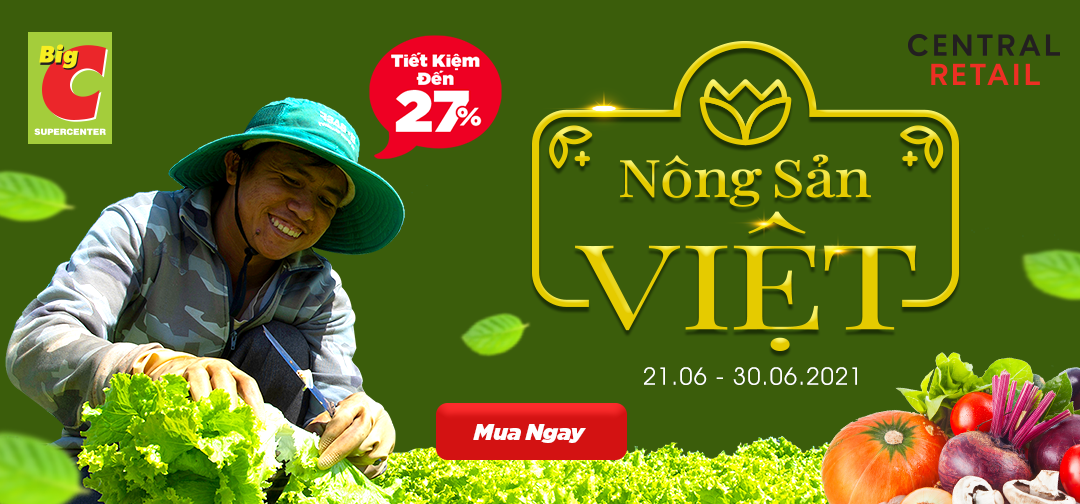 Big
C
SUPERCENTER
Tiết Kiệm
Đến
27%
CENTRAL
RETAIL
Nông Sản
VIỆT
21.06 - 30.06.2021
Mua Ngay